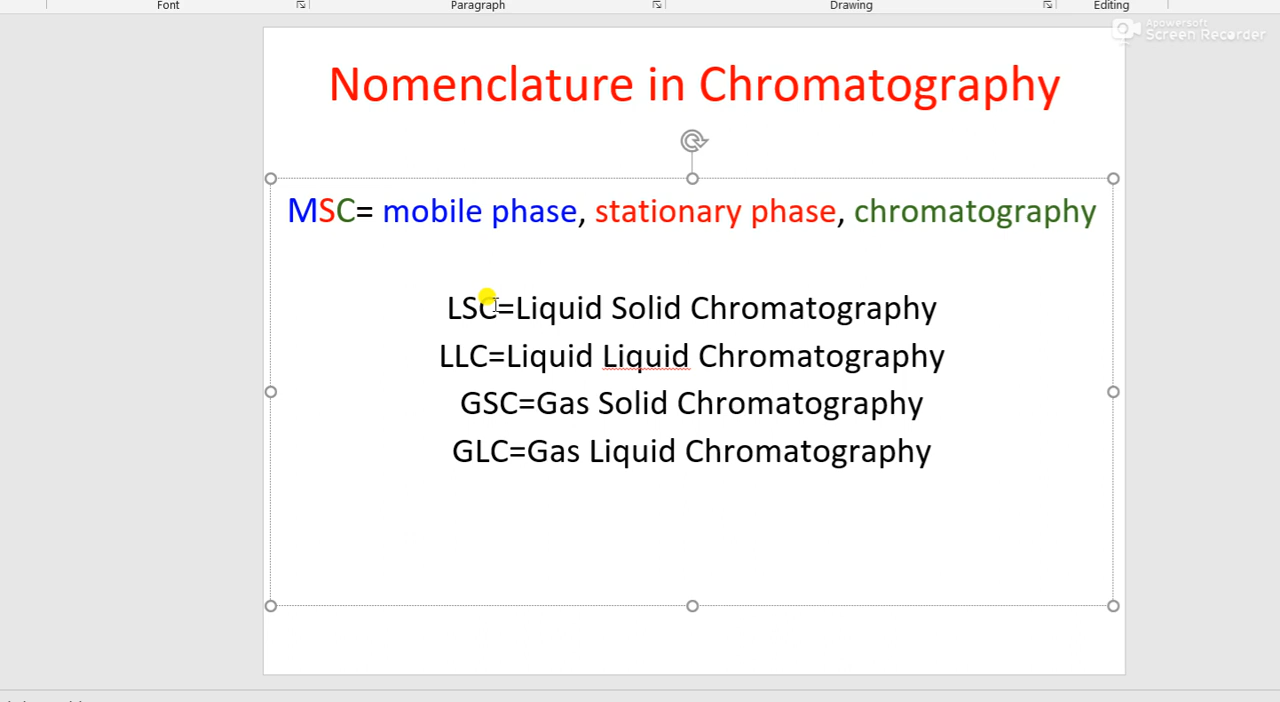 Font Paragraph Drawing Editing
Apowersoft
Screen Recorder
Nomenclature in Chromatography
MSC= mobile phase, stationary phase, chromatography
LSC=Liquid Solid Chromatography
LLC=Liquid Liquid Chromatography
GSC=Gas Solid Chromatography
GLC=Gas Liquid Chromatography